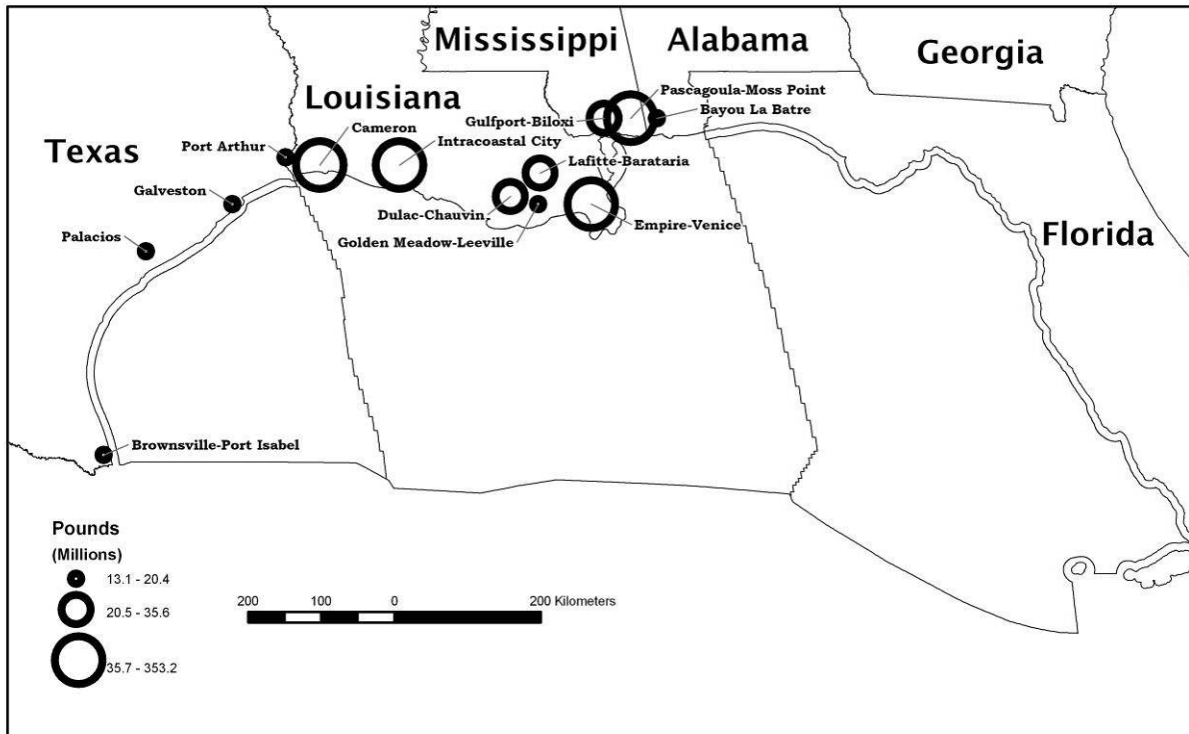 Mississippi
Alabama
Georgia
Pascagoula-Moss Point
Louisiana
Gulfport-Biloxi
Bayou La Batre
Cameron
Texas
Port Arthur
Intracoastal City
Lafitte-Barataria
Galveston
Dulac-Chauvin
Empire-Venice
Florida
Palacios
Golden Meadow-Leeville
Brownsville-Port Isabel
Pounds
(Millions)
13.1 - 20.4
20.5 - 35.6
35.7 - 353.2
200 100 0 200 Kilometers